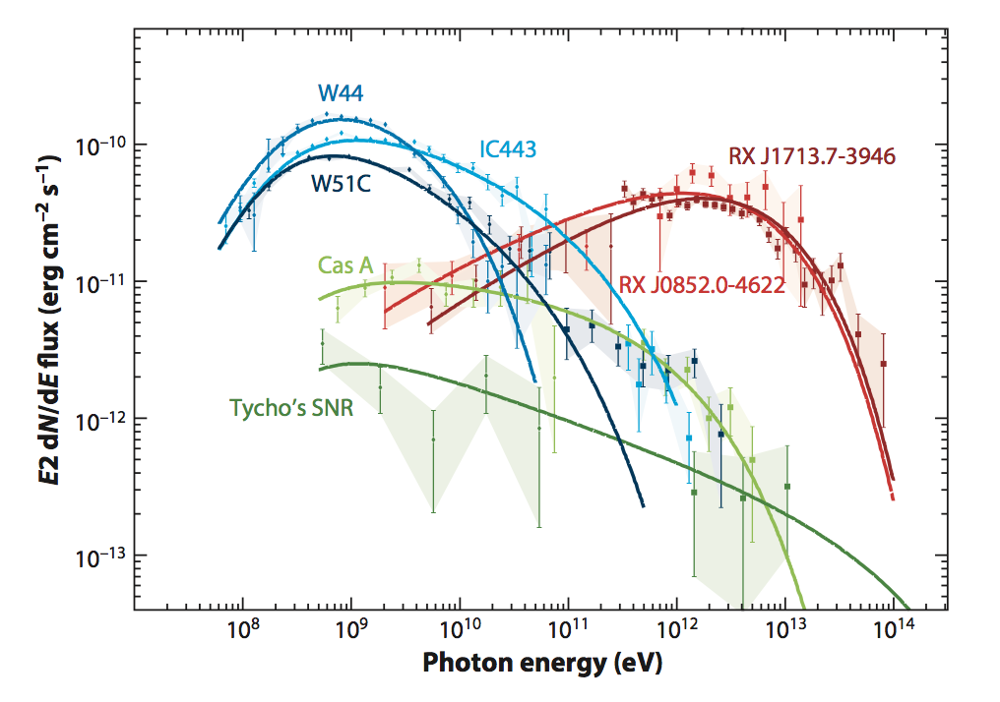 W44
10⁻¹⁰
IC443
RX J1713.7-3946
W51C
Cas A
10⁻¹¹
RX J0852.0-4622
10⁻¹²
Tycho's SNR
10⁻¹³
E2 dN/dE flux (erg cm⁻² s⁻¹)
10⁸ 10⁹ 10¹⁰ 10¹¹ 10¹² 10¹³ 10¹⁴
Photon energy (eV)